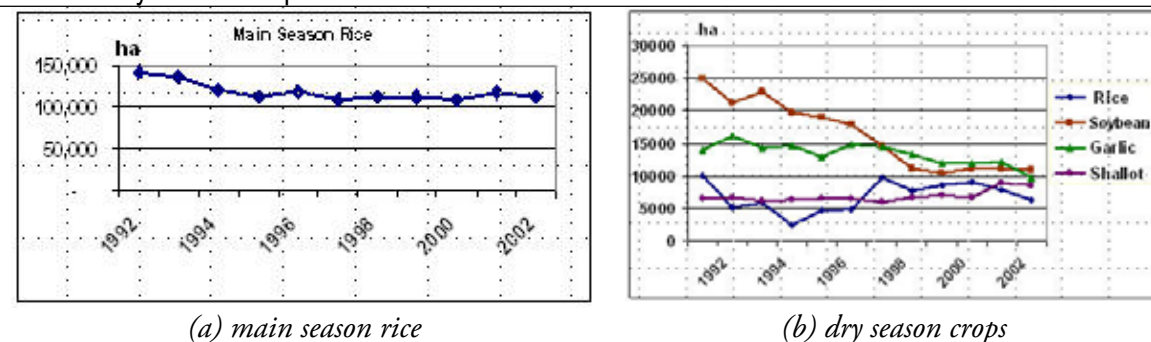 Main Season Rice
ha
150,000
100,000
50,000
-
1992
1994
1996
1998
2000
2002
(a) main season rice
ha
30000
25000
20000
15000
10000
5000
0
1992
1994
1996
1998
2000
2002
Rice
Soybean
Garlic
Shallot
(b) dry season crops